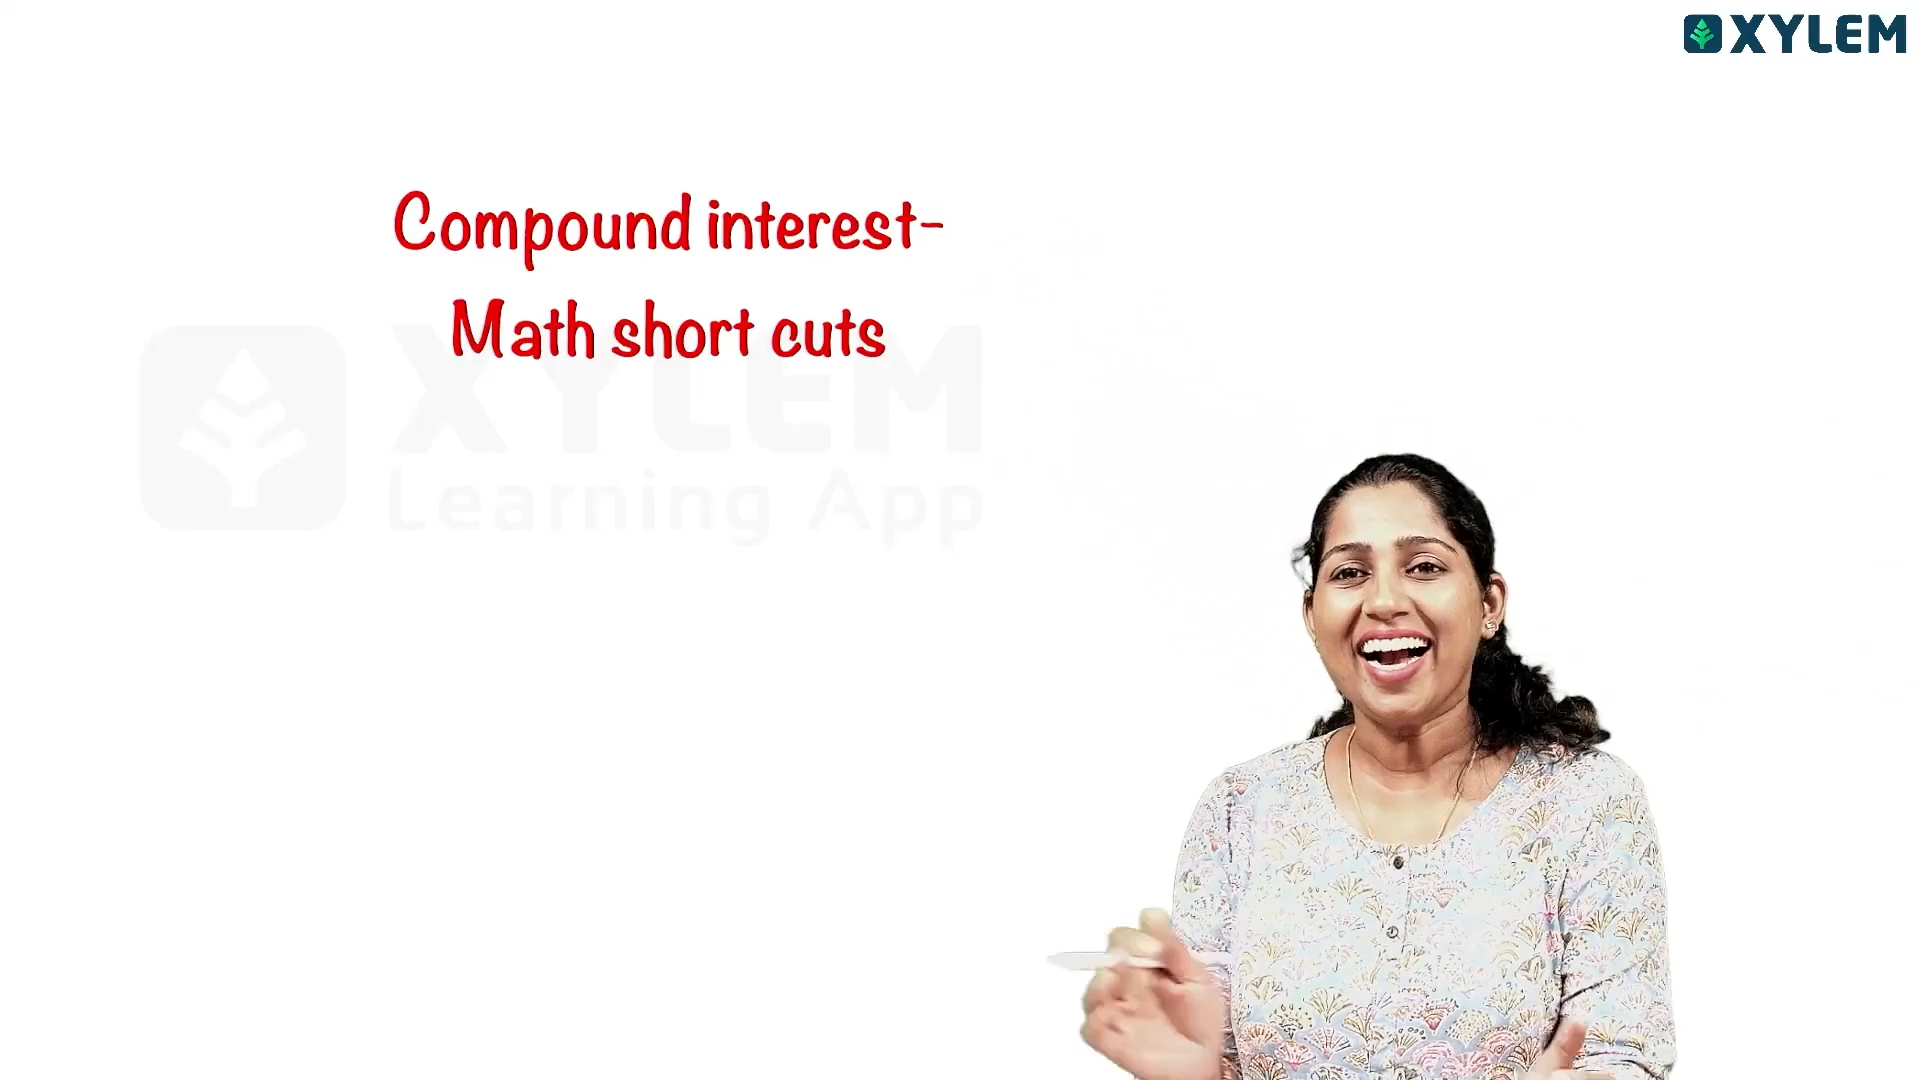 XYLEM
Compound interest-
Math short cuts
XYLEM
Learning App